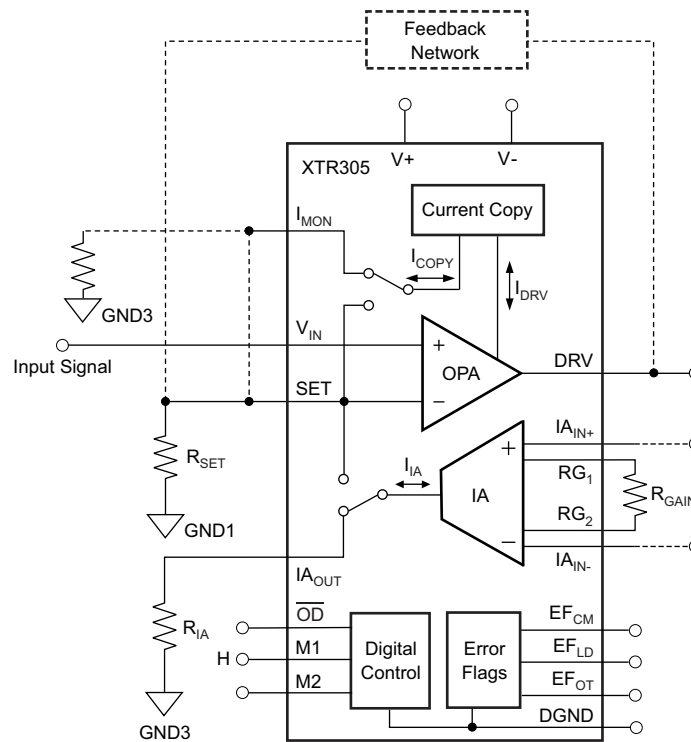 Feedback
Network
V+
V-
XTR305
Current Copy
I_MON
I_COPY
I_DRV
GND3
V_IN
Input Signal
+
OPA
DRV
SET
−
IA_IN+
R_SET
I_IA
+
RG_1
IA
R_GAIN
RG_2
GND1
−
IA_IN-
IA_OUT
R_IA
OD
EF_CM
H
M1
Digital
Control
Error
Flags
EF_LD
M2
EF_OT
GND3
DGND